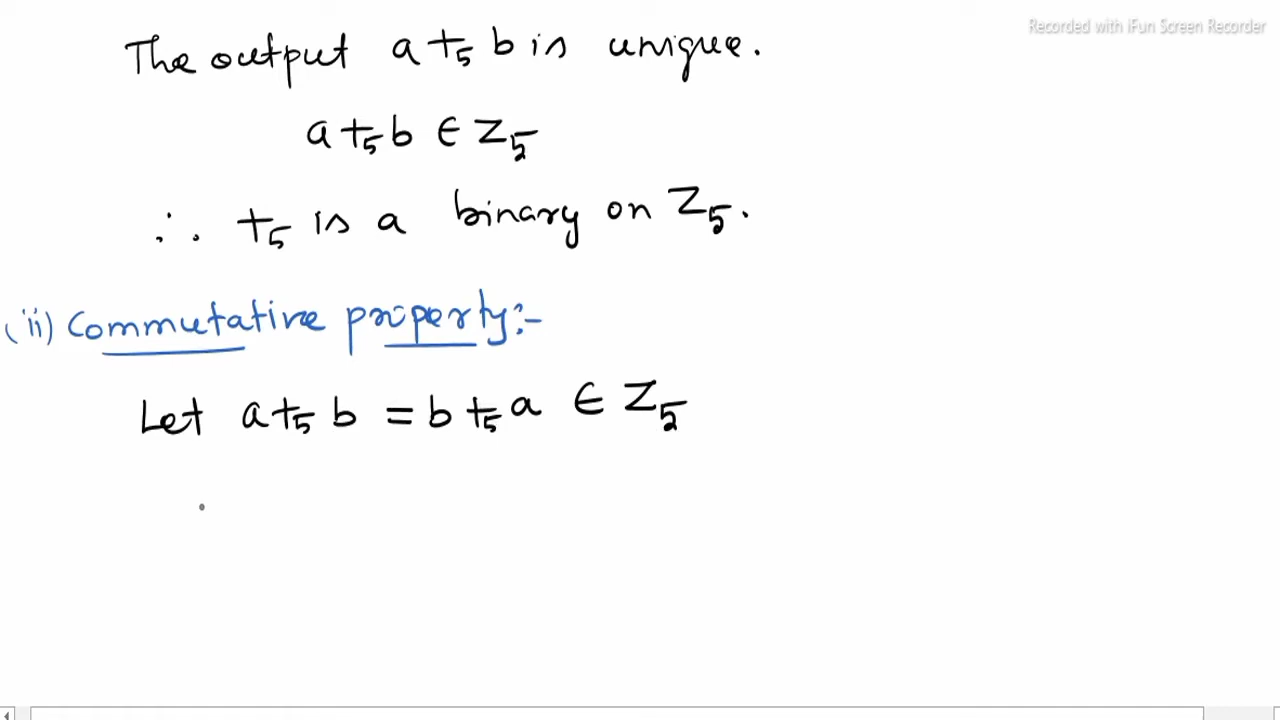 Recorded with iFun Screen Recorder
The output a +₅ b is unique.
a +₅ b ∈ Z₅
∴ +₅ is a binary on Z₅.
(ii) Commutative property:-
Let a +₅ b = b +₅ a ∈ Z₅